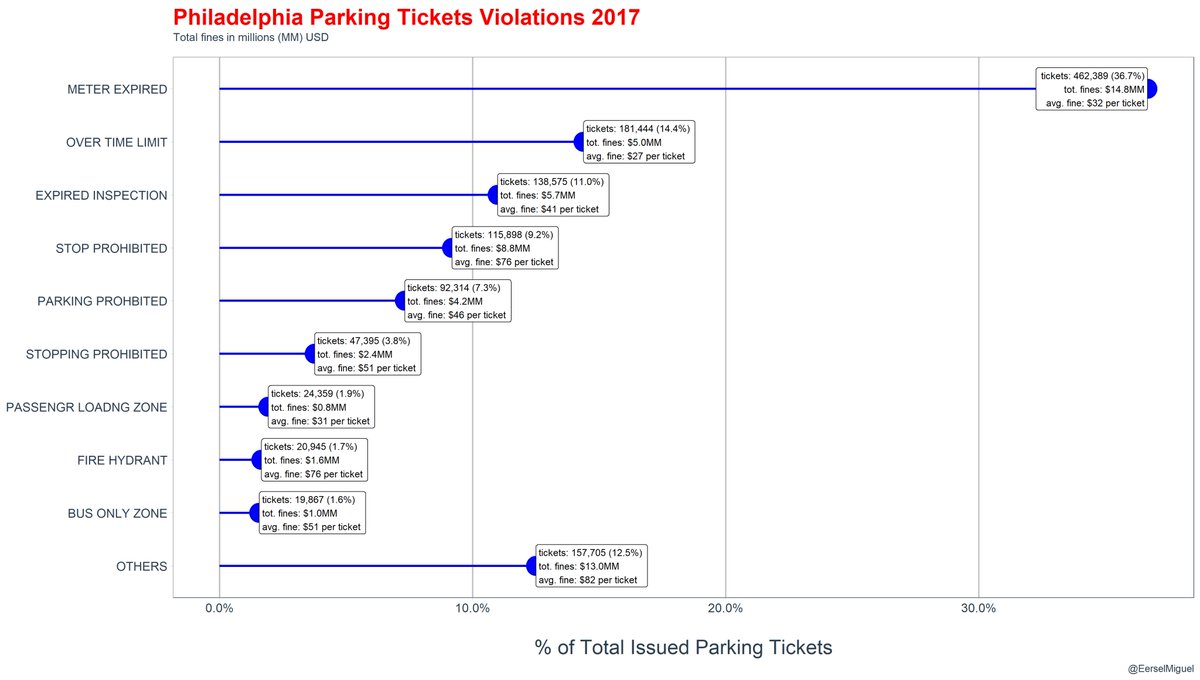 Philadelphia Parking Tickets Violations 2017
Total fines in millions (MM) USD
METER EXPIRED
tickets: 462,389 (36.7%)
tot. fines: $14.8MM
avg. fine: $32 per ticket
OVER TIME LIMIT
tickets: 181,444 (14.4%)
tot. fines: $5.0MM
avg. fine: $27 per ticket
EXPIRED INSPECTION
tickets: 138,575 (11.0%)
tot. fines: $5.7MM
avg. fine: $41 per ticket
STOP PROHIBITED
tickets: 115,898 (9.2%)
tot. fines: $8.8MM
avg. fine: $76 per ticket
PARKING PROHBITED
tickets: 92,314 (7.3%)
tot. fines: $4.2MM
avg. fine: $46 per ticket
STOPPING PROHIBITED
tickets: 47,395 (3.8%)
tot. fines: $2.4MM
avg. fine: $51 per ticket
PASSENGR LOADNG ZONE
tickets: 24,359 (1.9%)
tot. fines: $0.8MM
avg. fine: $31 per ticket
FIRE HYDRANT
tickets: 20,945 (1.7%)
tot. fines: $1.6MM
avg. fine: $76 per ticket
BUS ONLY ZONE
tickets: 19,867 (1.6%)
tot. fines: $1.0MM
avg. fine: $51 per ticket
OTHERS
tickets: 157,705 (12.5%)
tot. fines: $13.0MM
avg. fine: $82 per ticket
0.0% 10.0% 20.0% 30.0%
% of Total Issued Parking Tickets
@EerselMiguel